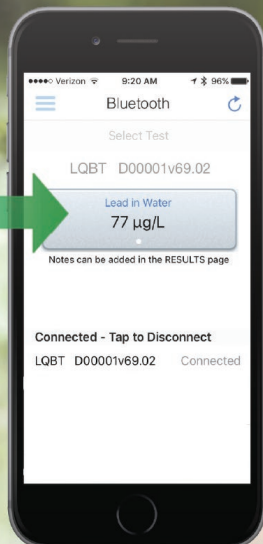 Verizon 9:20 AM 96%
Bluetooth
Select Test
LQBT D00001v69.02
Lead in Water
77 µg/L
Notes can be added in the RESULTS page
Connected - Tap to Disconnect
LQBT D00001v69.02 Connected